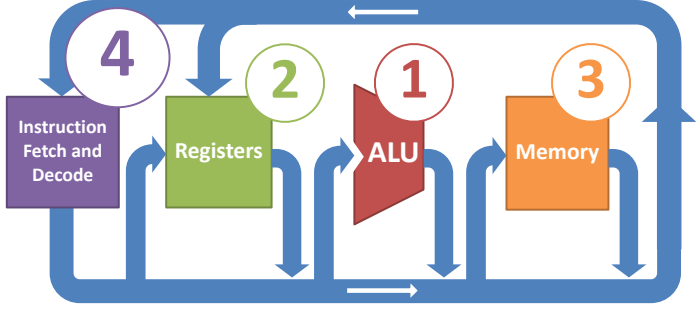 4
2
1
3
Instruction
Fetch and
Decode
Registers
ALU
Memory